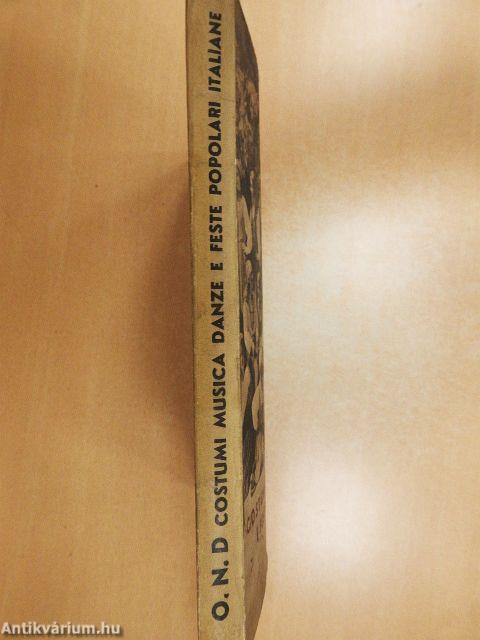 O. N. D COSTUMI MUSICA DANZE E FESTE POPOLARI ITALIANE
Antikvárium.hu